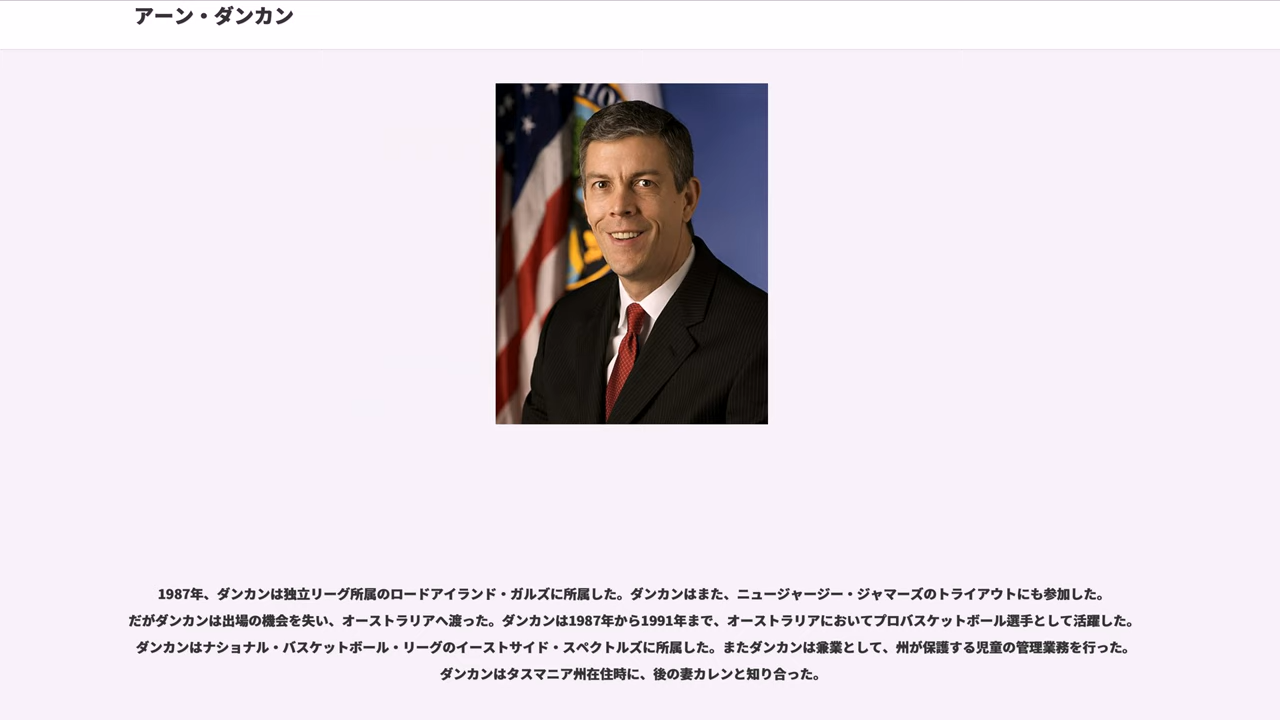 アーン・ダンカン
1987年、ダンカンは独立リーグ所属のロードアイランド・ガルズに所属した。ダンカンはまた、ニュージャージー・ジャマーズのトライアウトにも参加した。
だがダンカンは出場の機会を失い、オーストラリアへ渡った。ダンカンは1987年から1991年まで、オーストラリアにおいてプロバスケットボール選手として活躍した。
ダンカンはナショナル・バスケットボール・リーグのイーストサイド・スペクトルズに所属した。またダンカンは兼業として、州が保護する児童の管理業務を行った。
ダンカンはタスマニア州在住時に、後の妻カレンと知り合った。